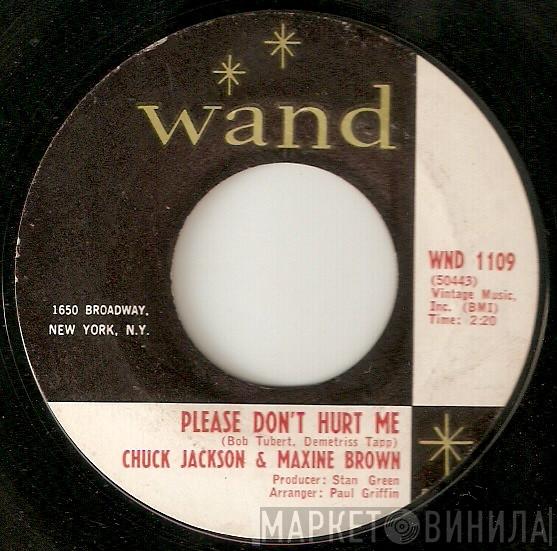 wand
WND 1109
(50443)
Vintage Music,
Inc. (BMI)
Time: 2:20
1650 BROADWAY,
NEW YORK, N.Y.
PLEASE DON'T HURT ME
(Bob Tubert, Demetriss Tapp)
CHUCK JACKSON & MAXINE BROWN
Producer: Stan Green
Arranger: Paul Griffin
МАРКЕТ ВИНИЛА